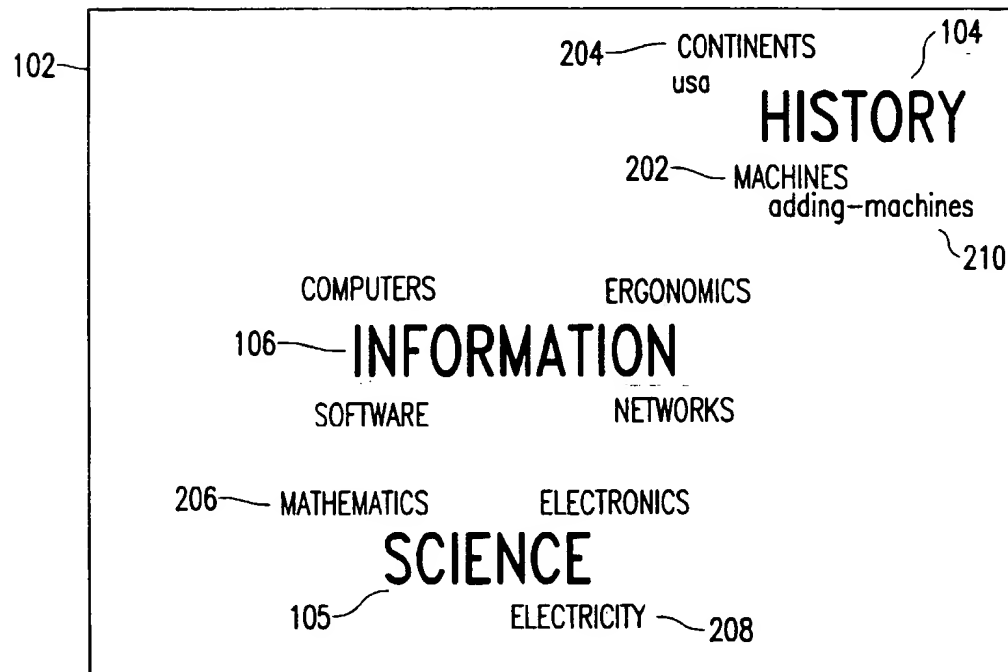 204 CONTINENTS 104
102
usa
HISTORY
202 MACHINES
adding-machines
210
COMPUTERS ERGONOMICS
106 INFORMATION
SOFTWARE NETWORKS
206 MATHEMATICS ELECTRONICS
SCIENCE
105 ELECTRICITY 208